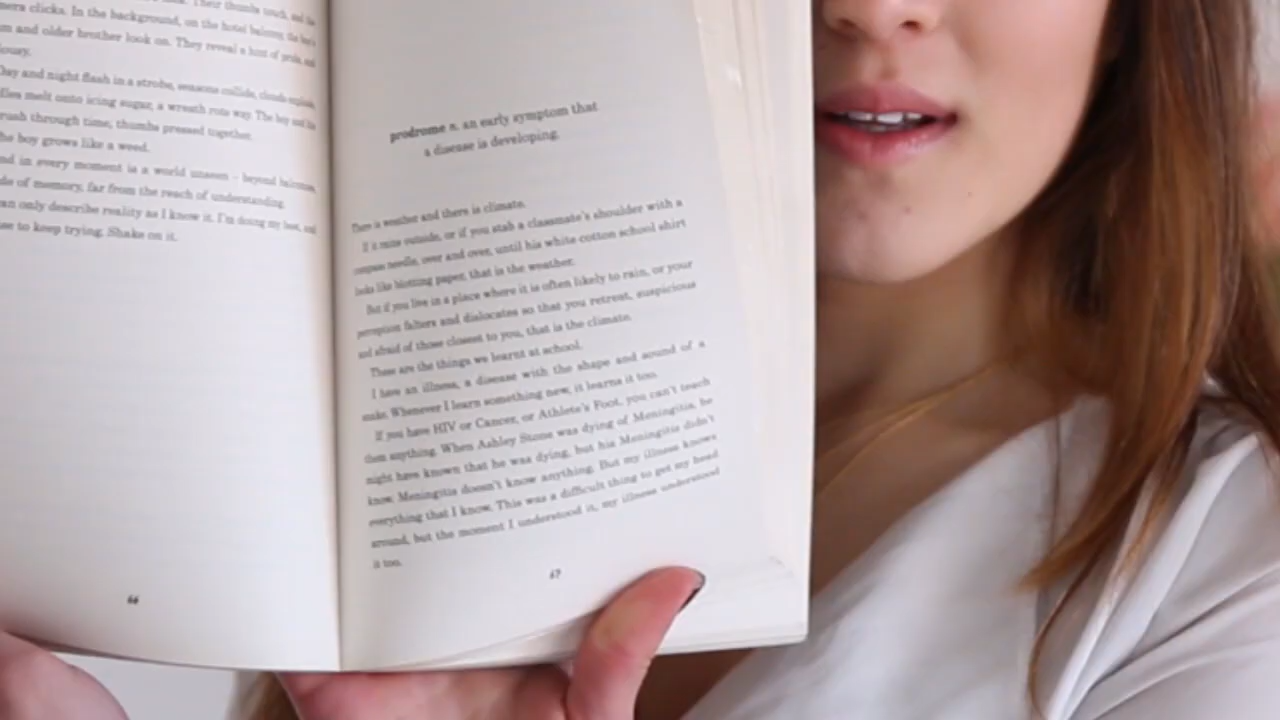 mera clicks. In the background, on the hotel balcony, the boy's
m and older brother look on. They reveal a hint of pride, and
Day and night flash in a strobe, seasons collide, clouds explode,
melt onto icing sugar, a wreath rots way. The boy and his
rush through time, thumbs pressed together.
he boy grows like a weed.
nd in every moment is a world unseen – beyond balconies,
de of memory, far from the reach of understanding.
an only describe reality as I know it. I'm doing my best, and
se to keep trying. Shake on it.
66
prodrome n. an early symptom that
a disease is developing.
There is weather and there is climate.
If it rains outside, or if you stab a classmate's shoulder with a
compass needle, over and over, until his white cotton school shirt
looks like blotting paper, that is the weather.
But if you live in a place where it is often likely to rain, or your
perception falters and dislocates so that you retreat, suspicious
and afraid of those closest to you, that is the climate.
These are the things we learnt at school.
I have an illness, a disease with the shape and sound of a
snake. Whenever I learn something new, it learns it too.
If you have HIV or Cancer, or Athlete's Foot, you can't teach
them anything. When Ashley Stone was dying of Meningitis, he
might have known that he was dying, but his Meningitis didn't
know. Meningitis doesn't know anything. But my illness knows
everything that I know. This was a difficult thing to get my head
around, but the moment I understood it, my illness understood
it too.
67